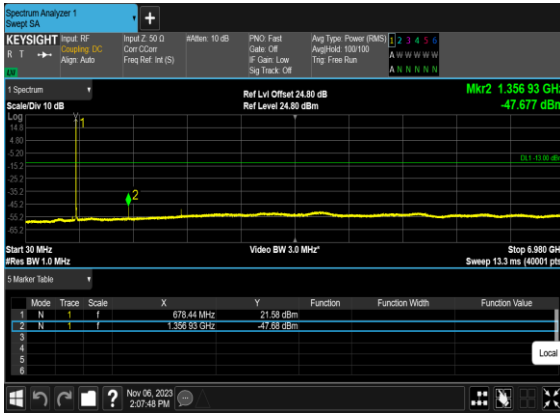 Spectrum Analyzer 1
Swept SA
+
KEYSIGHT
R T
Input: RF
Coupling: DC
Align: Auto
Input Z: 50 Ω
Corr CCorr
Freq Ref: Int (S)
#Atten: 10 dB
PNO: Fast
Gate: Off
IF Gain: Low
Sig Track: Off
Avg Type: Power (RMS)
Avg|Hold: 100/100
Trig: Free Run
1 2 3 4 5 6
A W W W W W
A N N N N N
1 Spectrum
Scale/Div 10 dB
Ref Lvl Offset 24.80 dB
Ref Level 24.80 dBm
Mkr2 1.356 93 GHz
-47.677 dBm
Log
14.8
4.80
-5.20
-15.2
-25.2
-35.2
-45.2
-55.2
-65.2
1
2
DL1 -13.00 dBm
Start 30 MHz
#Res BW 1.0 MHz
Video BW 3.0 MHz*
Stop 6.980 GHz
Sweep 13.3 ms (40001 pts)
5 Marker Table
Mode Trace Scale X Y Function Function Width Function Value
1 N 1 f 678.44 MHz 21.58 dBm
2 N 1 f 1.356 93 GHz -47.68 dBm
3
4
5
6
Local
?
Nov 06, 2023
2:07:48 PM